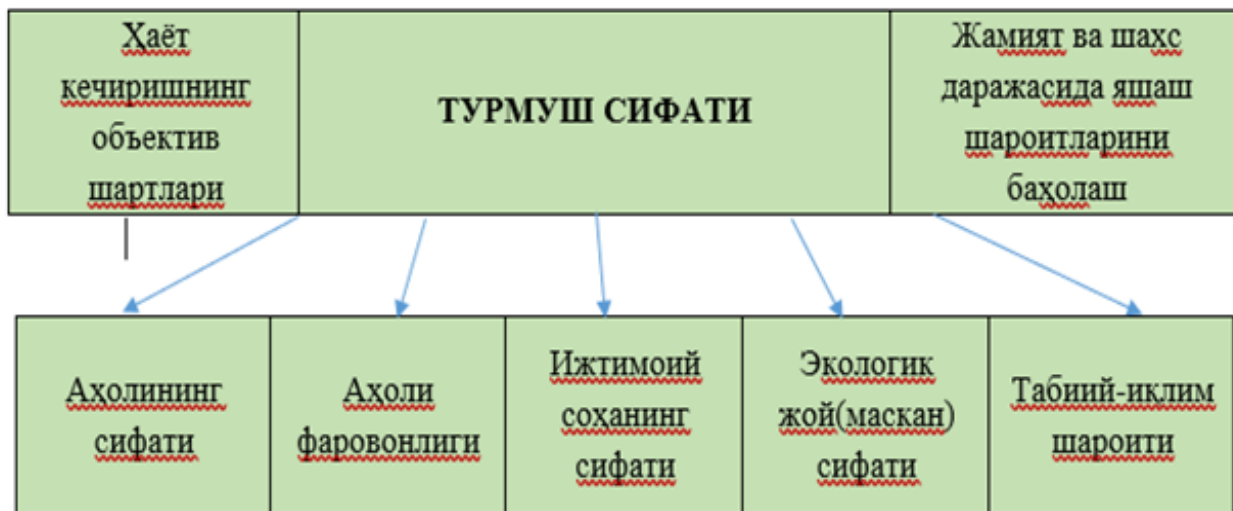 Ҳаёт
кечиришнинг
объектив
шартлари
ТУРМУШ СИФАТИ
Жамият ва шахс
даражасида яшаш
шароитларини
баҳолаш
Аҳолининг
сифати
Аҳоли
фаровонлиги
Ижтимоий
соҳанинг
сифати
Экологик
жой(маскан)
сифати
Табиий-иқлим
шароити